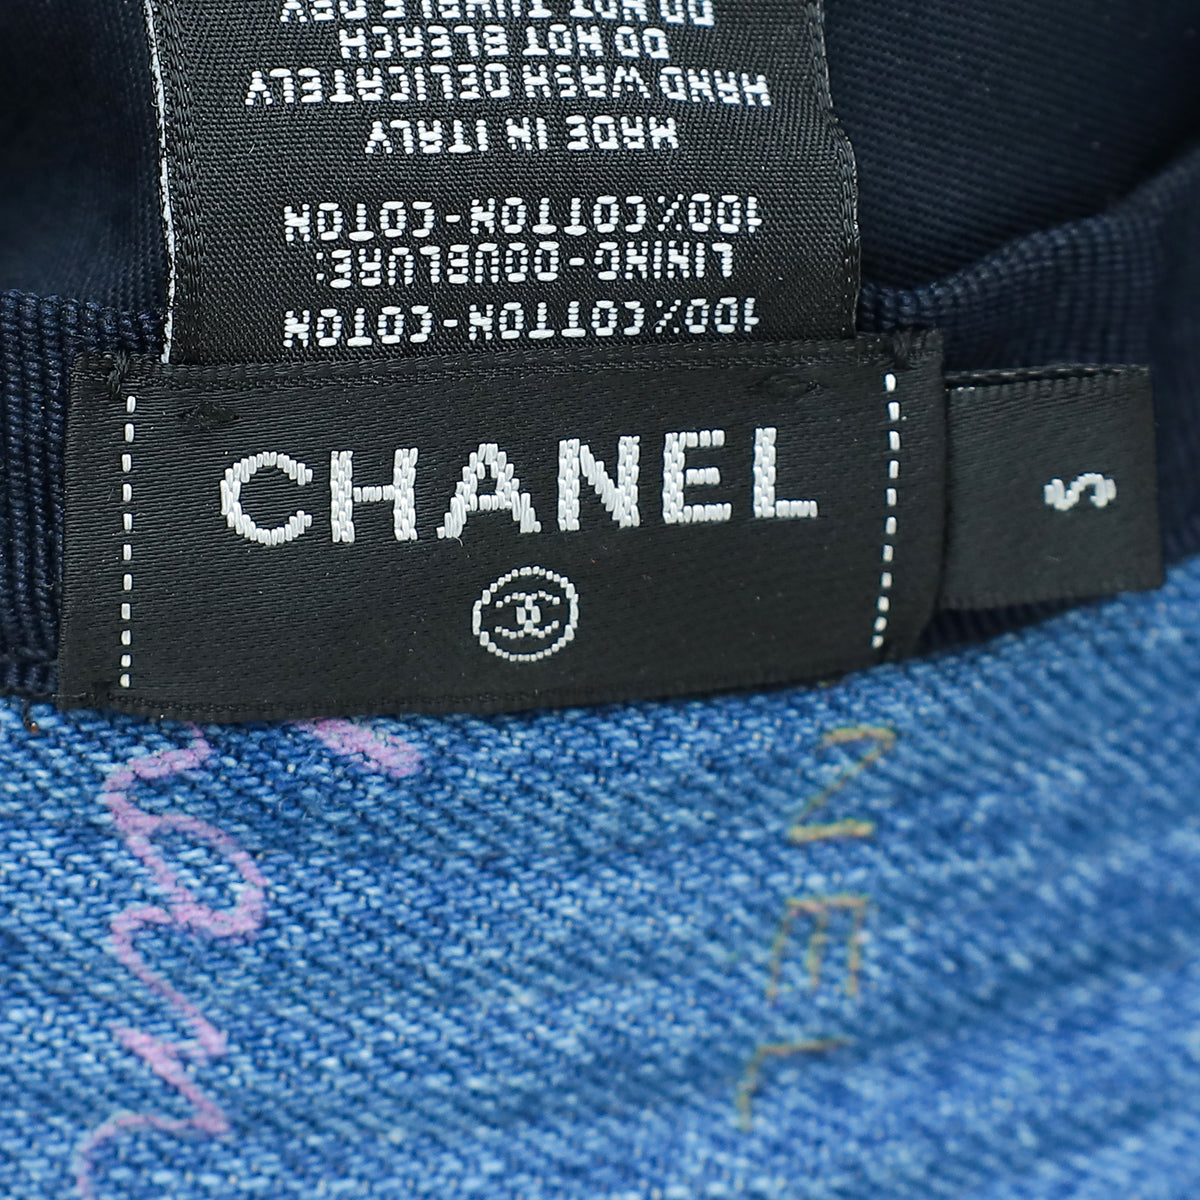 100%COTTON-COTON
LINING-DOUBLURE:
100%COTTON-COTON
MADE IN ITALY
HAND WASH DELICATELY
DO NOT BLEACH
DO NOT TUMBLE DRY
CHANEL
S
NEL